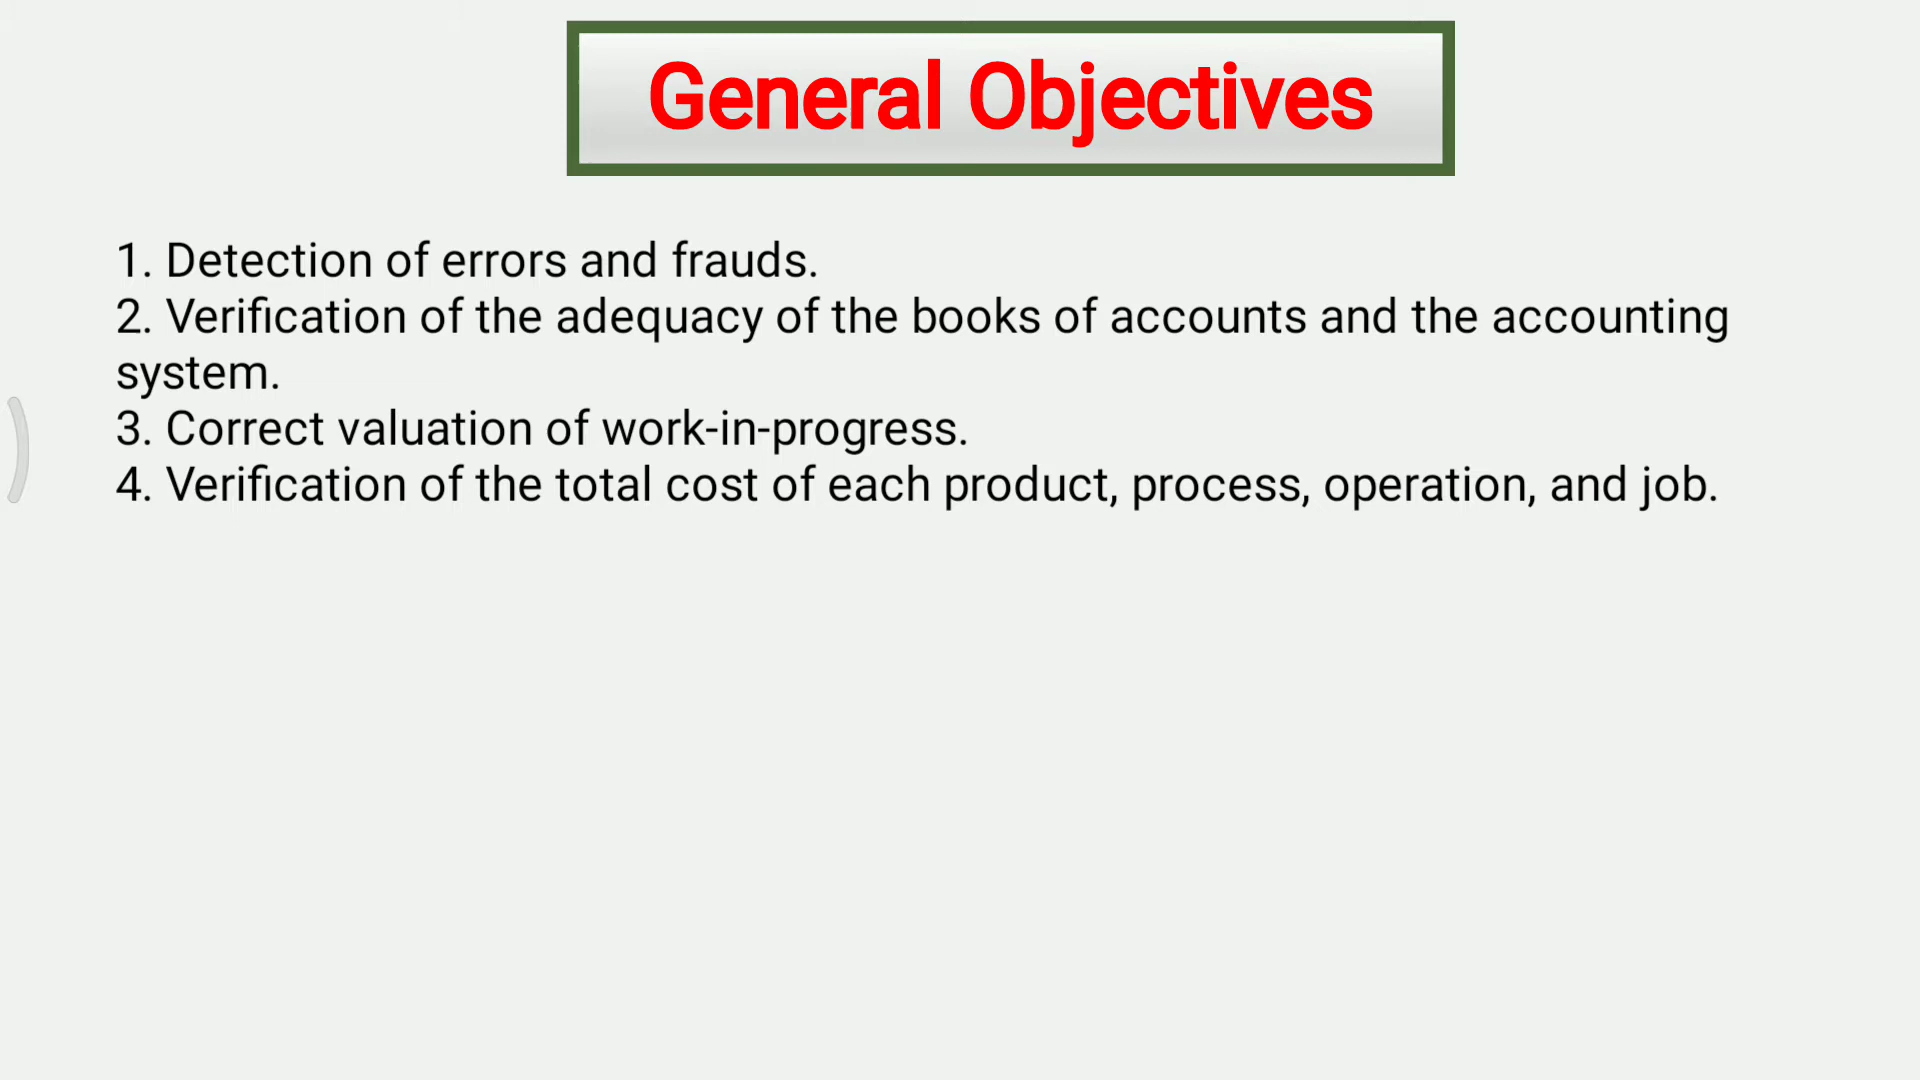 General Objectives
1. Detection of errors and frauds.
2. Verification of the adequacy of the books of accounts and the accounting
system.
3. Correct valuation of work-in-progress.
4. Verification of the total cost of each product, process, operation, and job.